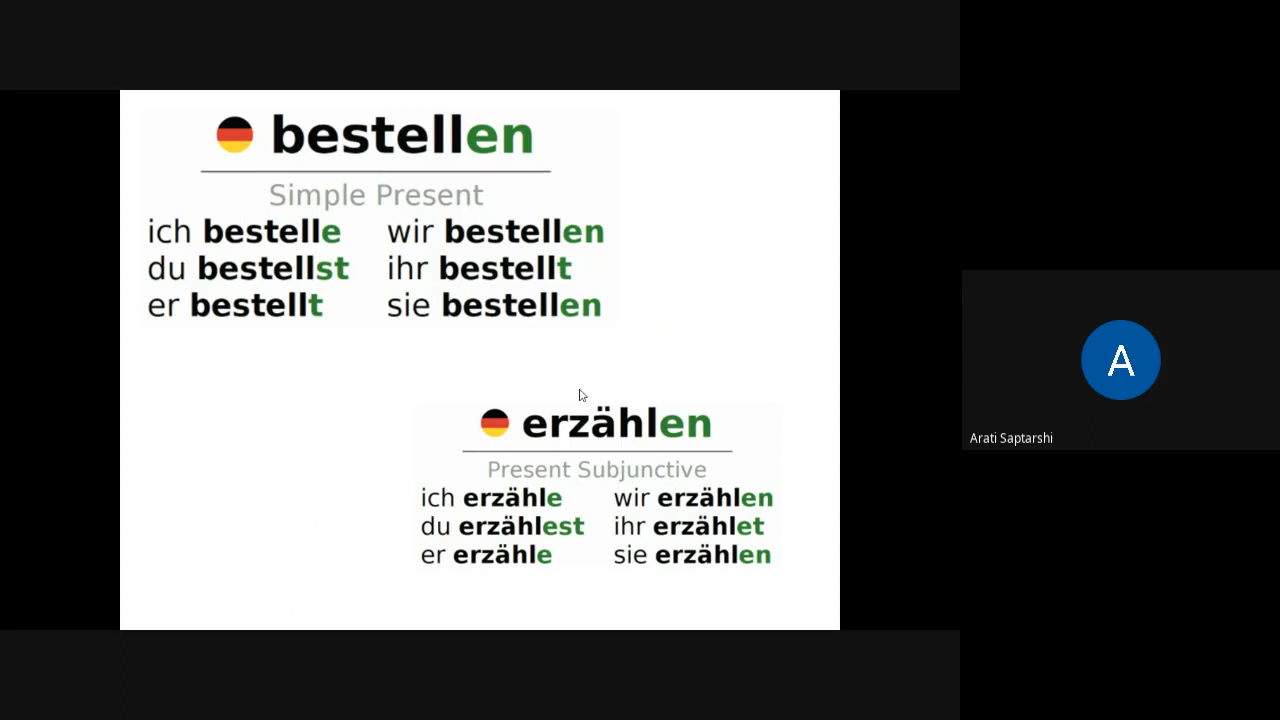 bestellen
Simple Present
ich bestelle wir bestellen
du bestellst ihr bestellt
er bestellt sie bestellen
erzählen
Present Subjunctive
ich erzähle wir erzählen
du erzählest ihr erzählet
er erzähle sie erzählen
A
Arati Saptarshi